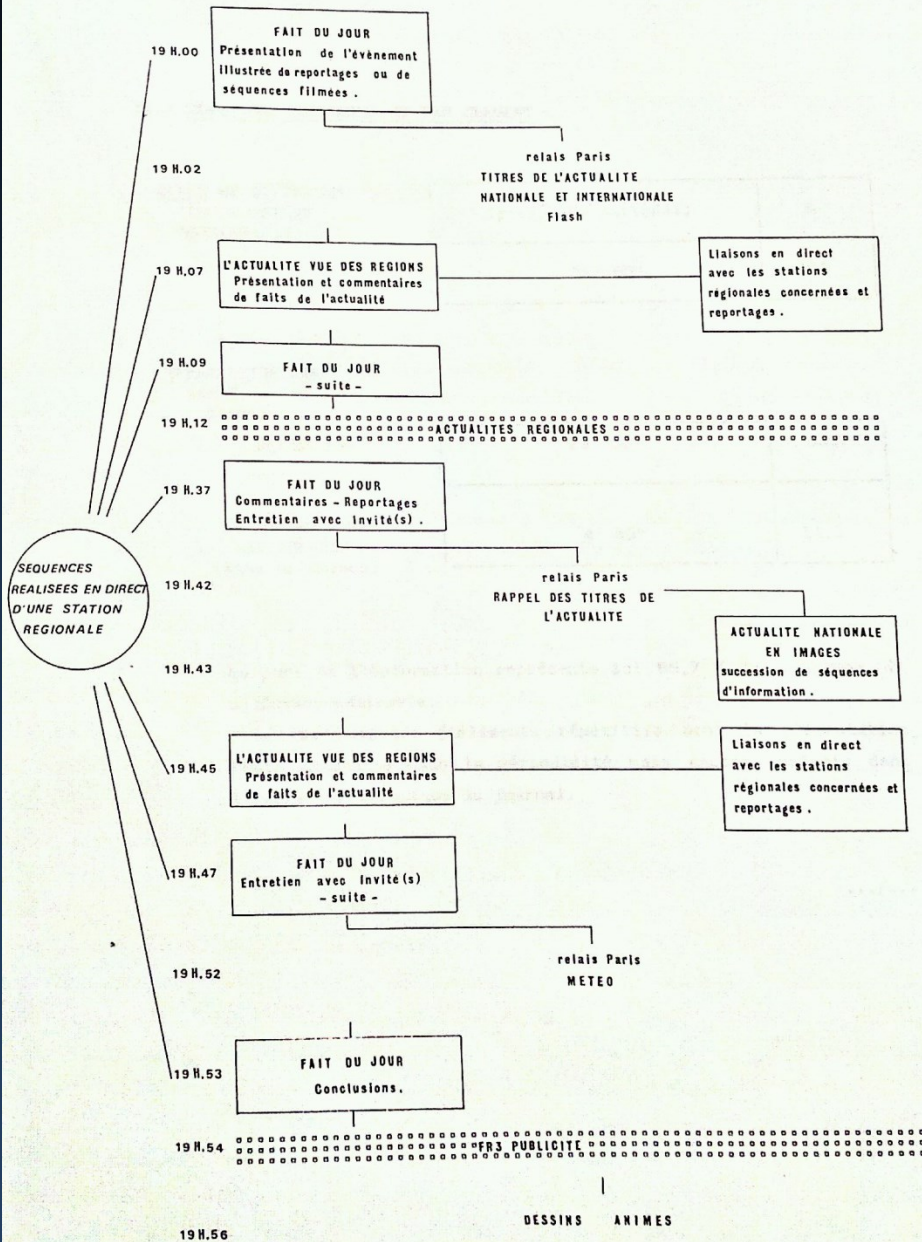 19 H.00
FAIT DU JOUR
Présentation de l'évènement
illustrée de reportages ou de
séquences filmées.
19 H.02
relais Paris
TITRES DE L'ACTUALITE
NATIONALE ET INTERNATIONALE
Flash
19 H.07
L'ACTUALITE VUE DES REGIONS
Présentation et commentaires
de faits de l'actualité
Liaisons en direct
avec les stations
régionales concernées et
reportages.
19 H.09
FAIT DU JOUR
- suite -
19 H.12
ACTUALITES REGIONALES
19 H.37
FAIT DU JOUR
Commentaires - Reportages
Entretien avec Invité(s).
SEQUENCES
REALISEES EN DIRECT
D'UNE STATION
REGIONALE
19 H.42
relais Paris
RAPPEL DES TITRES DE
L'ACTUALITE
19 H.43
ACTUALITE NATIONALE
EN IMAGES
succession de séquences
d'information.
19 H.45
L'ACTUALITE VUE DES REGIONS
Présentation et commentaires
de faits de l'actualité
Liaisons en direct
avec les stations
régionales concernées et
reportages.
19 H.47
FAIT DU JOUR
Entretien avec Invité(s)
- suite -
19 H.52
relais Paris
METEO
19 H.53
FAIT DU JOUR
Conclusions.
19 H.54
FR3 PUBLICITE
DESSINS ANIMES
19 H.56